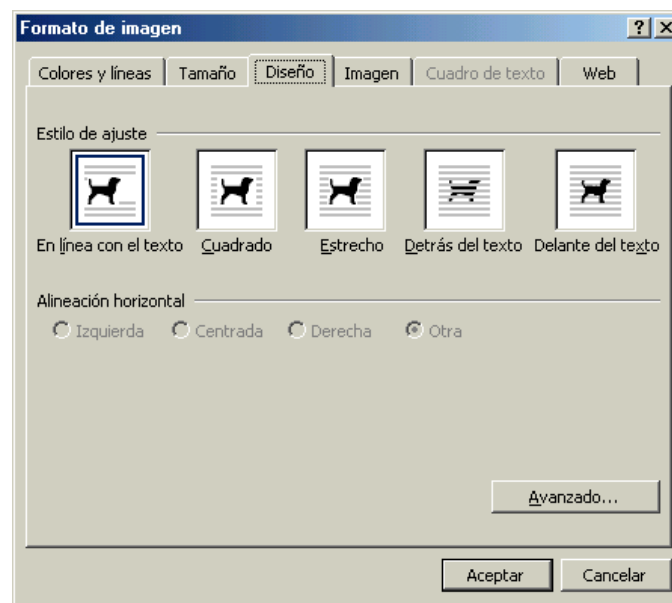 Formato de imagen
Colores y líneas Tamaño Diseño Imagen Cuadro de texto Web
Estilo de ajuste
En línea con el texto Cuadrado Estrecho Detrás del texto Delante del texto
Alineación horizontal
Izquierda Centrada Derecha Otra
Avanzado...
Aceptar Cancelar